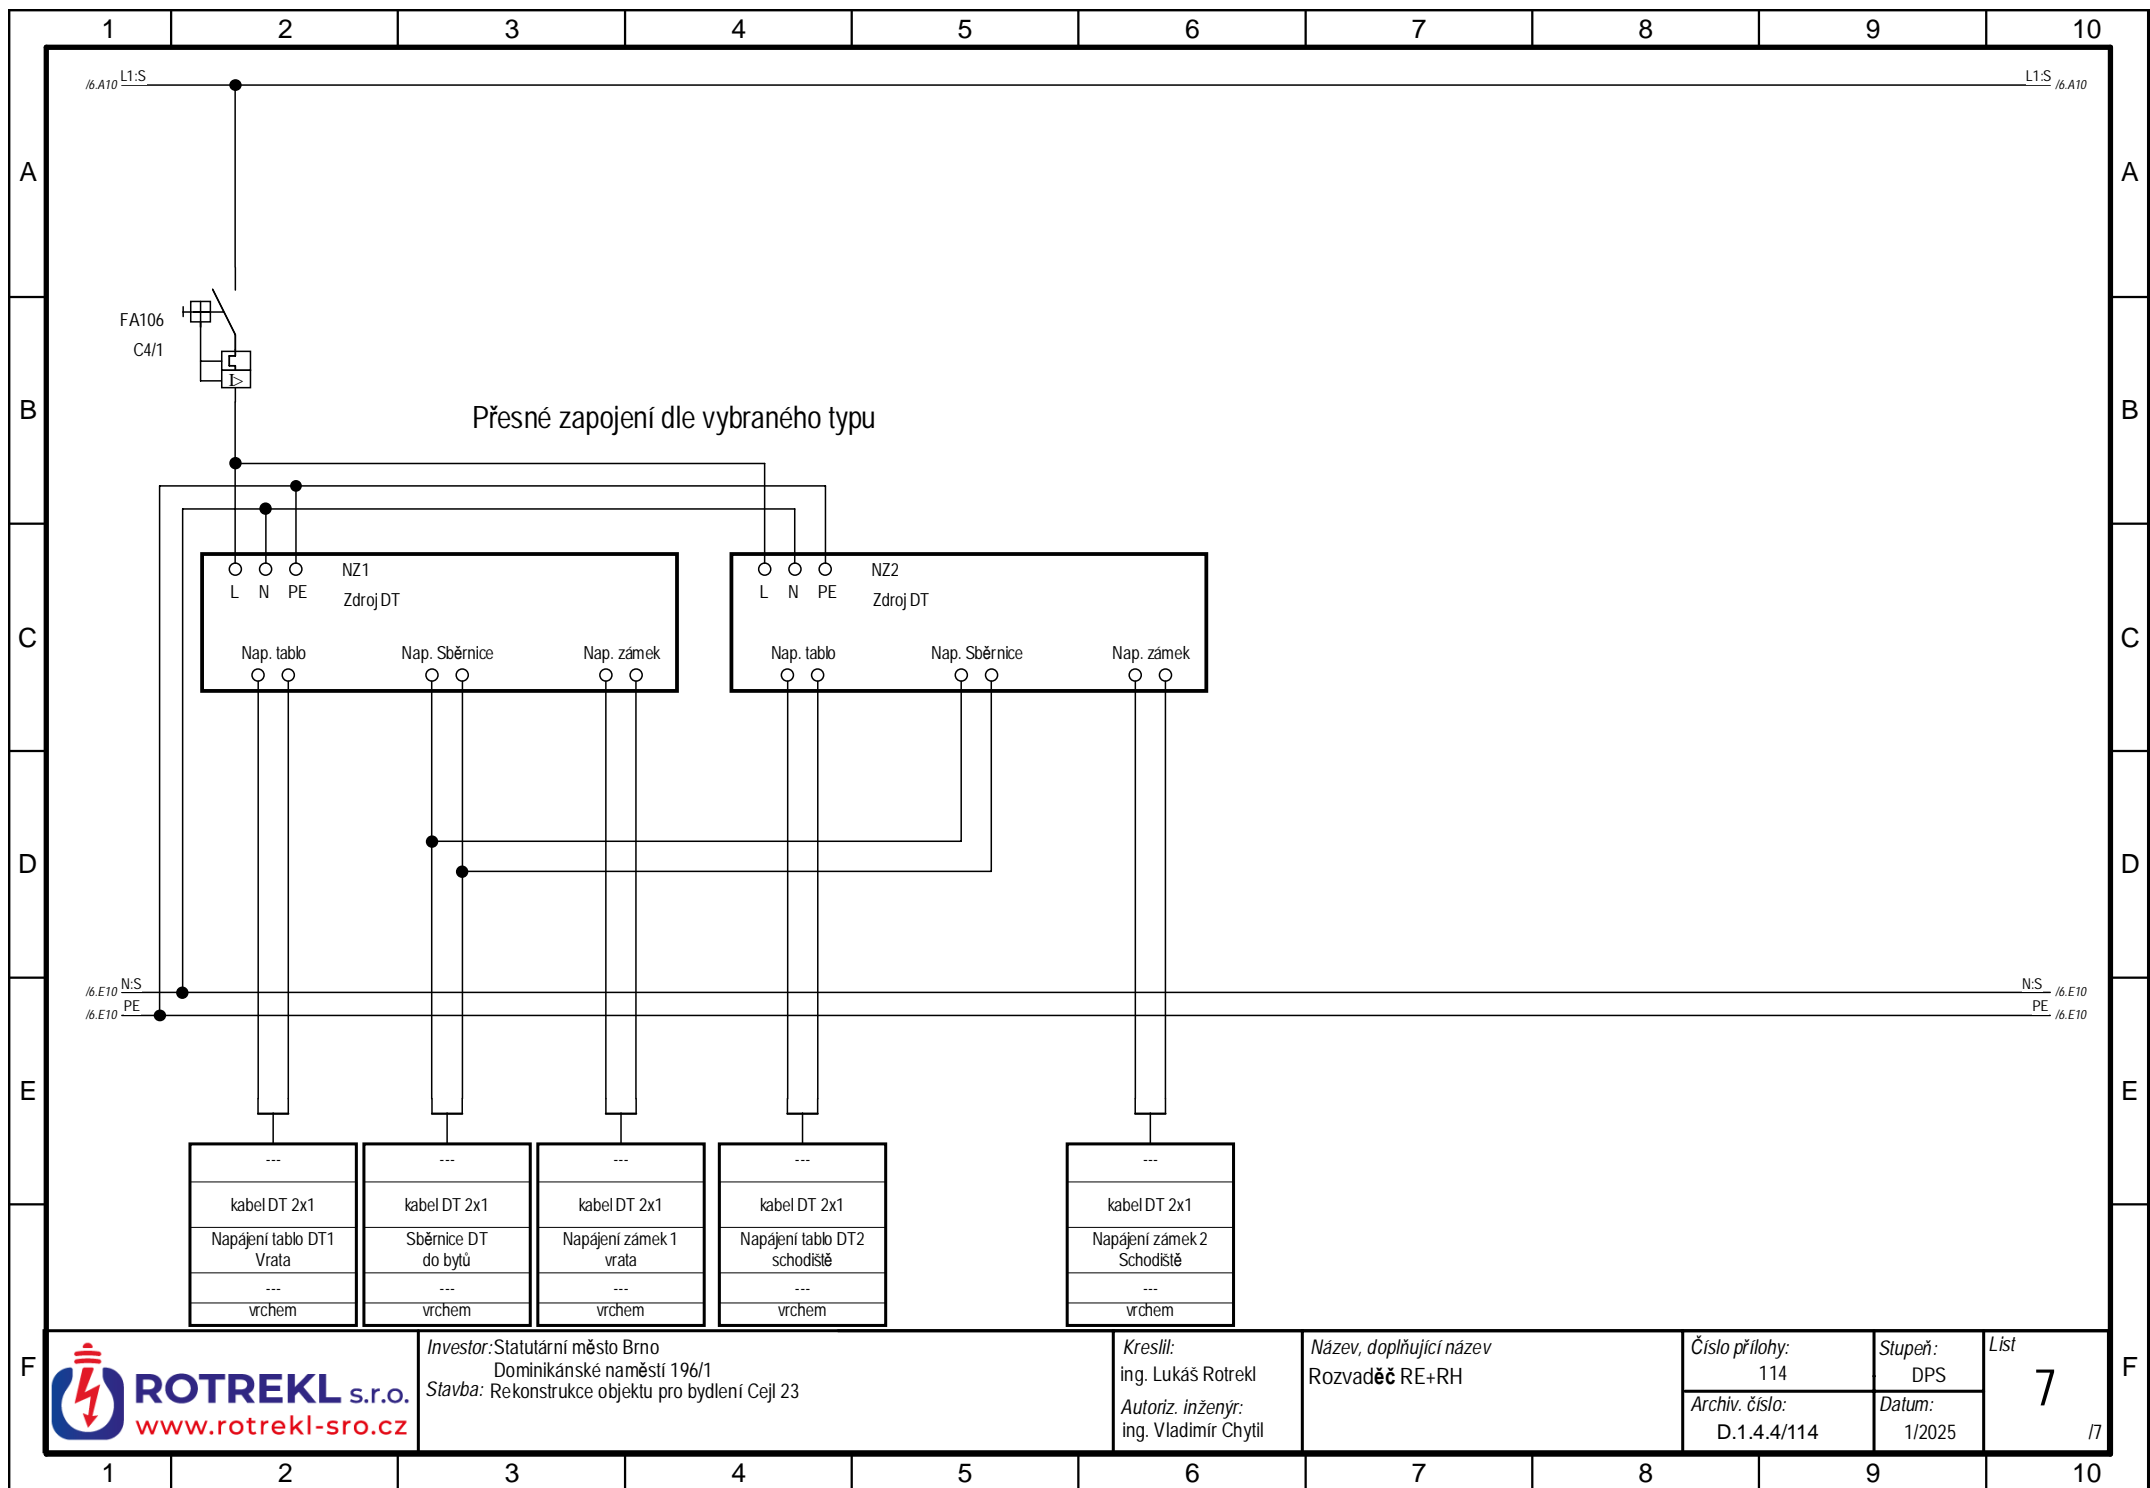 1 2 3 4 5 6 7 8 9 10
/6.A10 L1:S
L1:S /6.A10
A A
FA106
C4/1
B B
Přesné zapojení dle vybraného typu
L N PE NZ1
Zdroj DT
L N PE NZ2
Zdroj DT
C C
Nap. tablo Nap. Sběrnice Nap. zámek
Nap. tablo Nap. Sběrnice Nap. zámek
D D
/6.E10 N:S
N:S /6.E10
/6.E10 PE
PE /6.E10
E E
---
kabel DT 2x1
Napájení tablo DT1
Vrata
---
vrchem
---
kabel DT 2x1
Sběrnice DT
do bytů
---
vrchem
---
kabel DT 2x1
Napájení zámek 1
vrata
---
vrchem
---
kabel DT 2x1
Napájení tablo DT2
schodiště
---
vrchem
---
kabel DT 2x1
Napájení zámek 2
Schodiště
---
vrchem
F F
ROTREKL s.r.o.
www.rotrekl-sro.cz
Investor: Statutární město Brno
Dominikánské naměstí 196/1
Stavba: Rekonstrukce objektu pro bydlení Cejl 23
Kreslil:
ing. Lukáš Rotrekl
Autoriz. inženýr:
ing. Vladimír Chytil
Název, doplňující název
Rozvaděč RE+RH
Číslo přílohy:
114
Archiv. číslo:
D.1.4.4/114
Stupeň:
DPS
Datum:
1/2025
List
7
/7
1 2 3 4 5 6 7 8 9 10